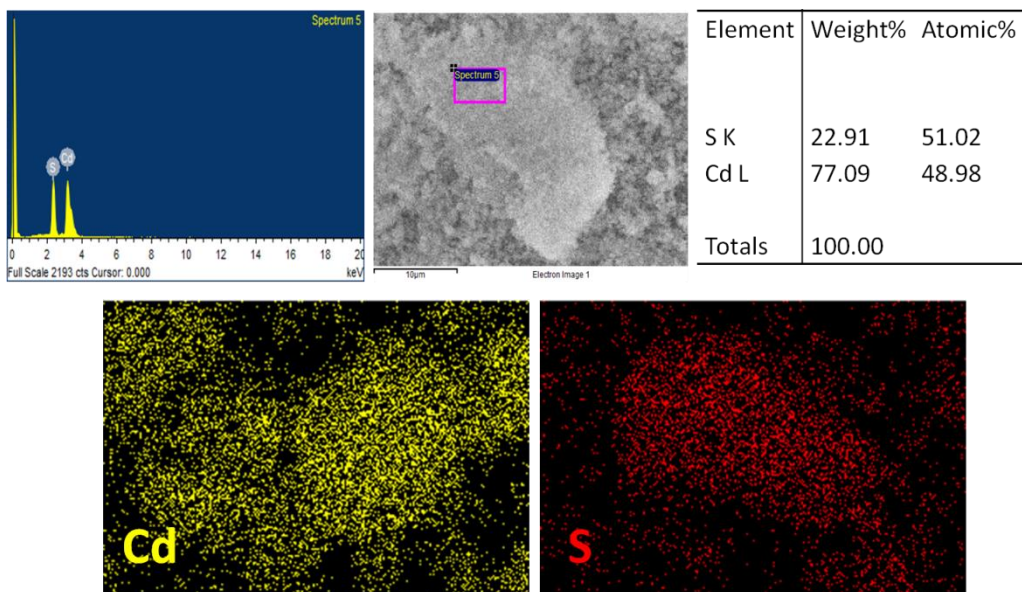 Spectrum 5
S
Cd
0 2 4 6 8 10 12 14 16 18 20
Full Scale 2193 cts Cursor: 0.000 keV
Spectrum 5
10µm
Electron Image 1
Element Weight% Atomic%
S K 22.91 51.02
Cd L 77.09 48.98
Totals 100.00
Cd
S